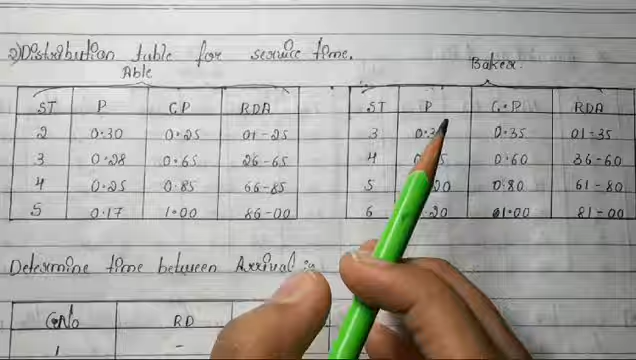 2) Distribution table for service time.
Able Baker
ST P C.P RDA ST P C.P RDA
2 0.30 0.25 01-25 3 0.35 01-35
3 0.28 0.65 26-65 4 0.60 36-60
4 0.25 0.85 66-85 5 0.80 61-80
5 0.17 1.00 86-00 6 .20 1.00 81-00
Determine time between Arrival :-
C.No RD
1 -